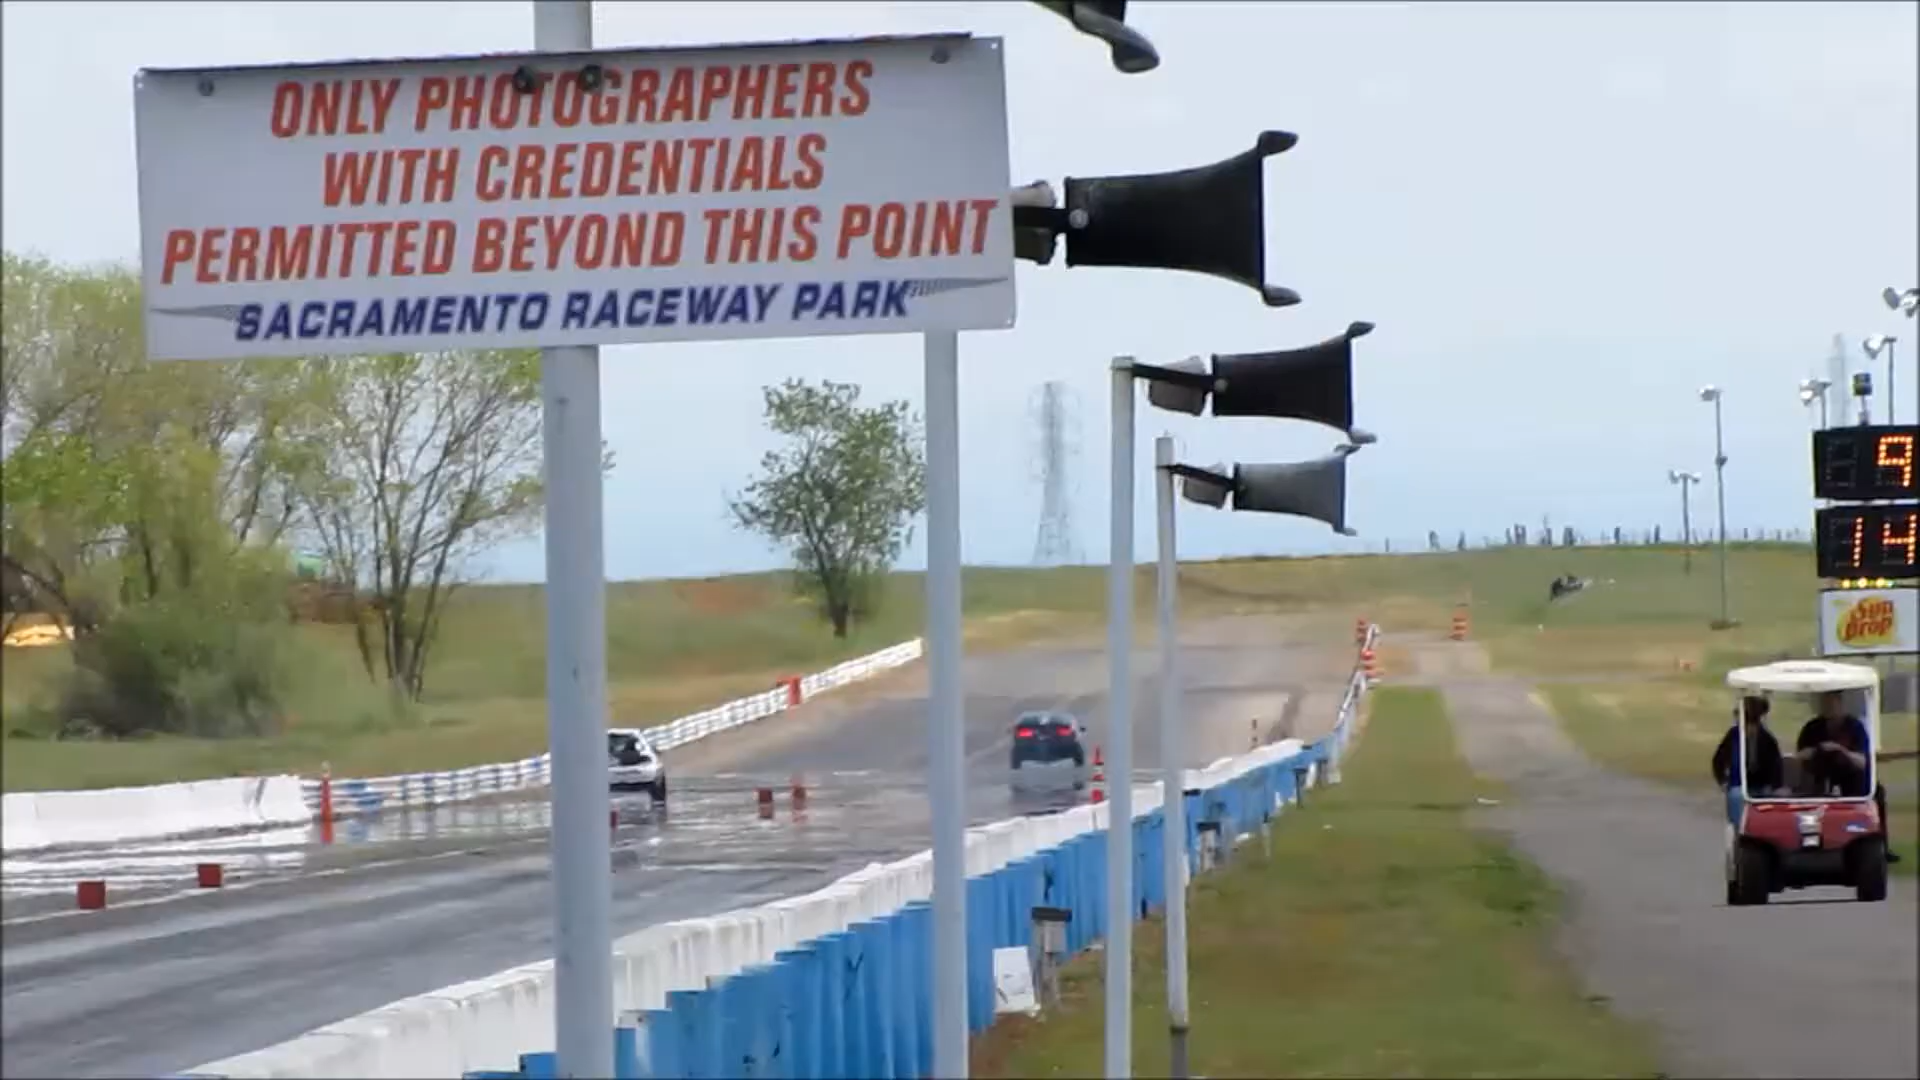 ONLY PHOTOGRAPHERS
WITH CREDENTIALS
PERMITTED BEYOND THIS POINT
SACRAMENTO RACEWAY PARK
9
14
Sun
Drop